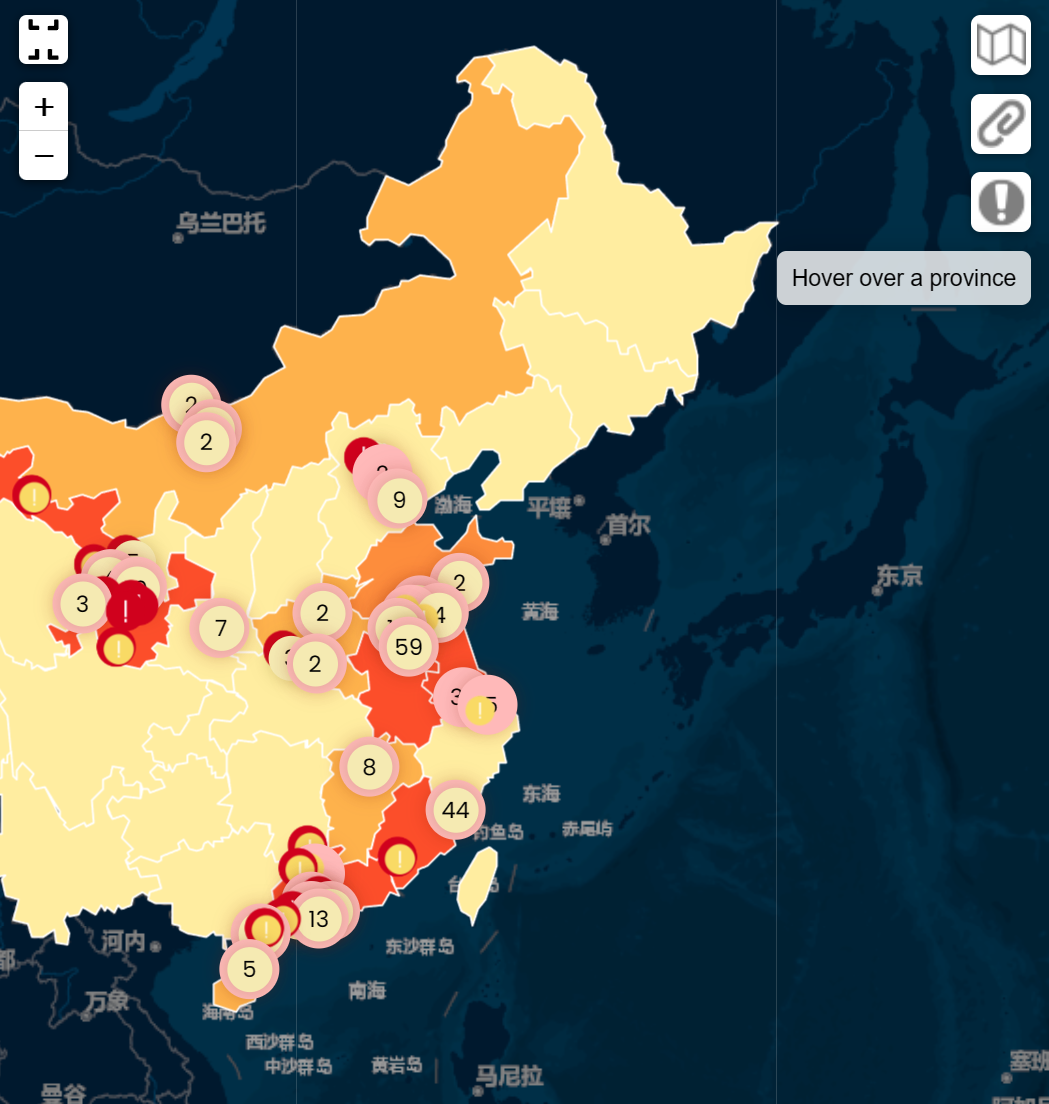 +
−
乌兰巴托
Hover over a province
2
2
9
渤海
平壤
首尔
东京
黄海
2
3
2
4
7
59
2
3
8
东海
44
钓鱼岛
赤尾屿
13
河内
东沙群岛
5
南海
万象
海南岛
西沙群岛
中沙群岛
黄岩岛
马尼拉
曼谷
塞班